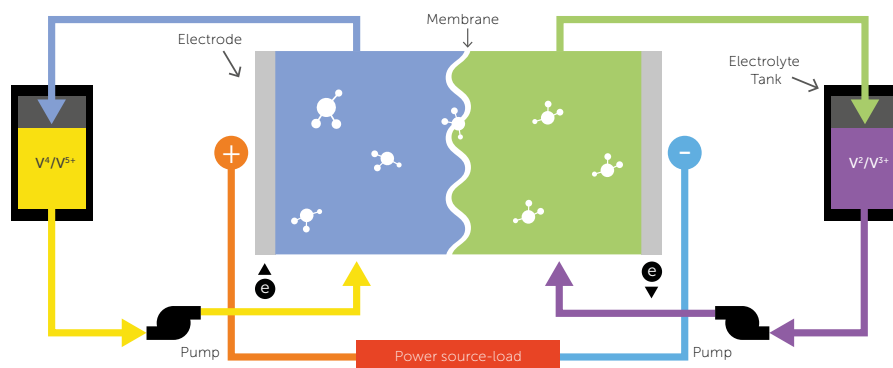 Membrane
Electrode
Electrolyte
Tank
V⁴/V⁵⁺
+
-
V²/V³⁺
e
e
Pump
Power source-load
Pump